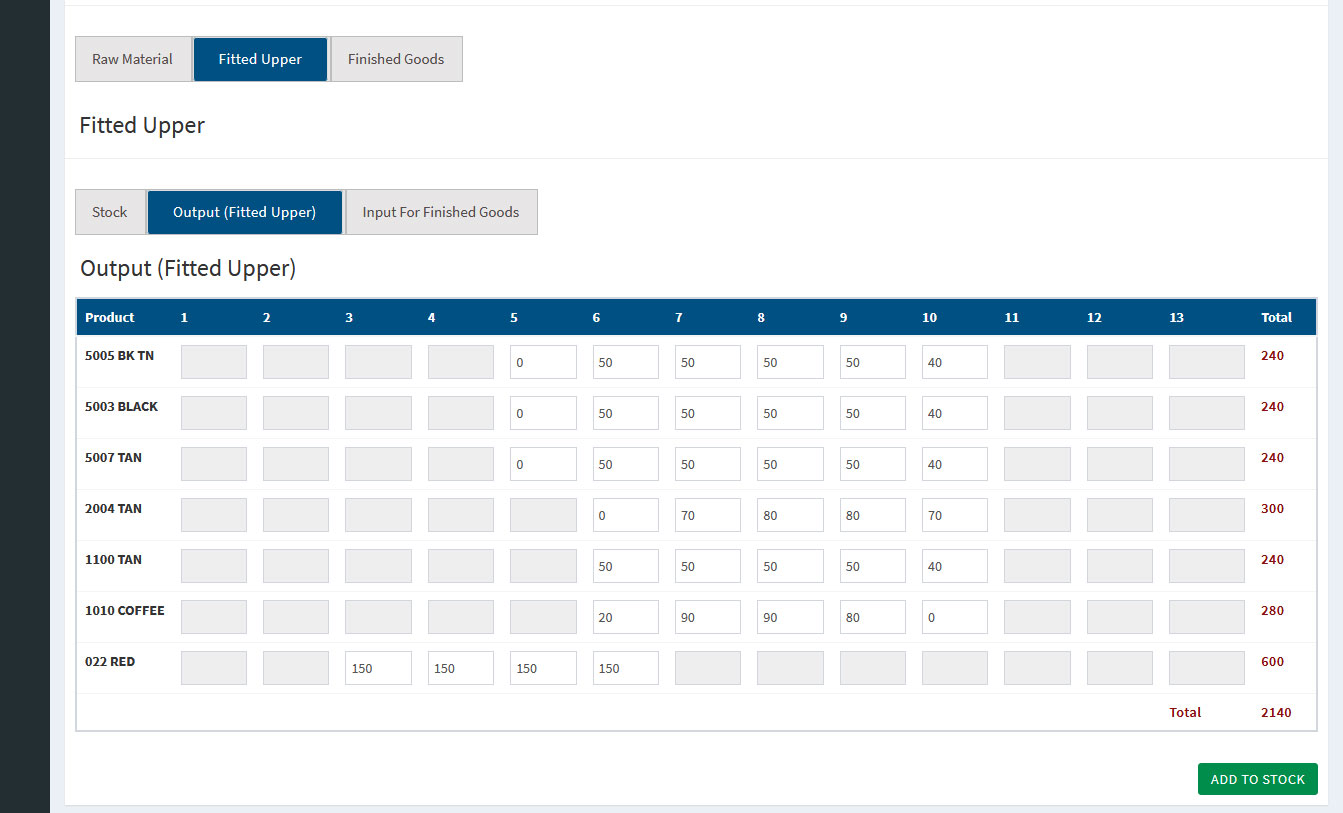 Raw Material Fitted Upper Finished Goods
Fitted Upper
Stock Output (Fitted Upper) Input For Finished Goods
Output (Fitted Upper)
Product 1 2 3 4 5 6 7 8 9 10 11 12 13 Total
5005 BK TN 0 50 50 50 50 40 240
5003 BLACK 0 50 50 50 50 40 240
5007 TAN 0 50 50 50 50 40 240
2004 TAN 0 70 80 80 70 300
1100 TAN 50 50 50 50 40 240
1010 COFFEE 20 90 90 80 0 280
022 RED 150 150 150 150 600
Total 2140
ADD TO STOCK